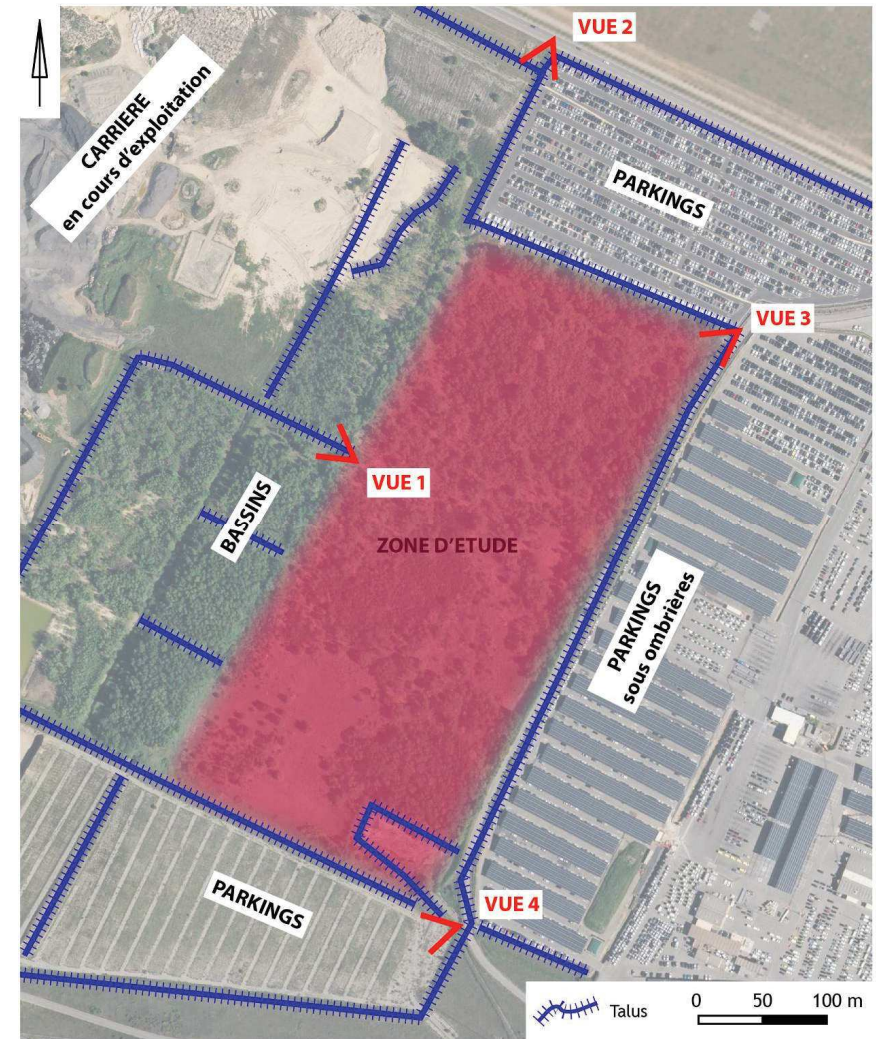 VUE 2
CARRIERE
en cours d'exploitation
PARKINGS
VUE 3
VUE 1
BASSINS
ZONE D'ETUDE
PARKINGS
sous ombrières
PARKINGS
VUE 4
Talus
0 50 100 m